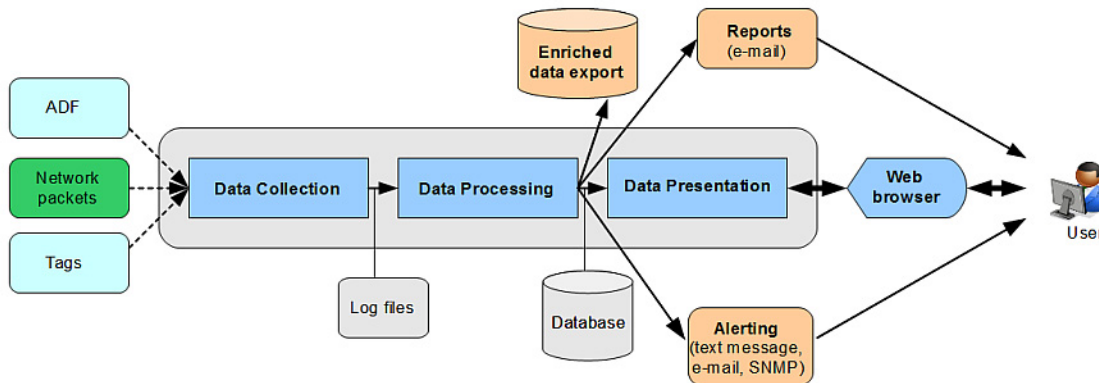 ADF
Network
packets
Tags
Data Collection
Data Processing
Data Presentation
Enriched
data export
Reports
(e-mail)
Web
browser
User
Log files
Database
Alerting
(text message,
e-mail, SNMP)